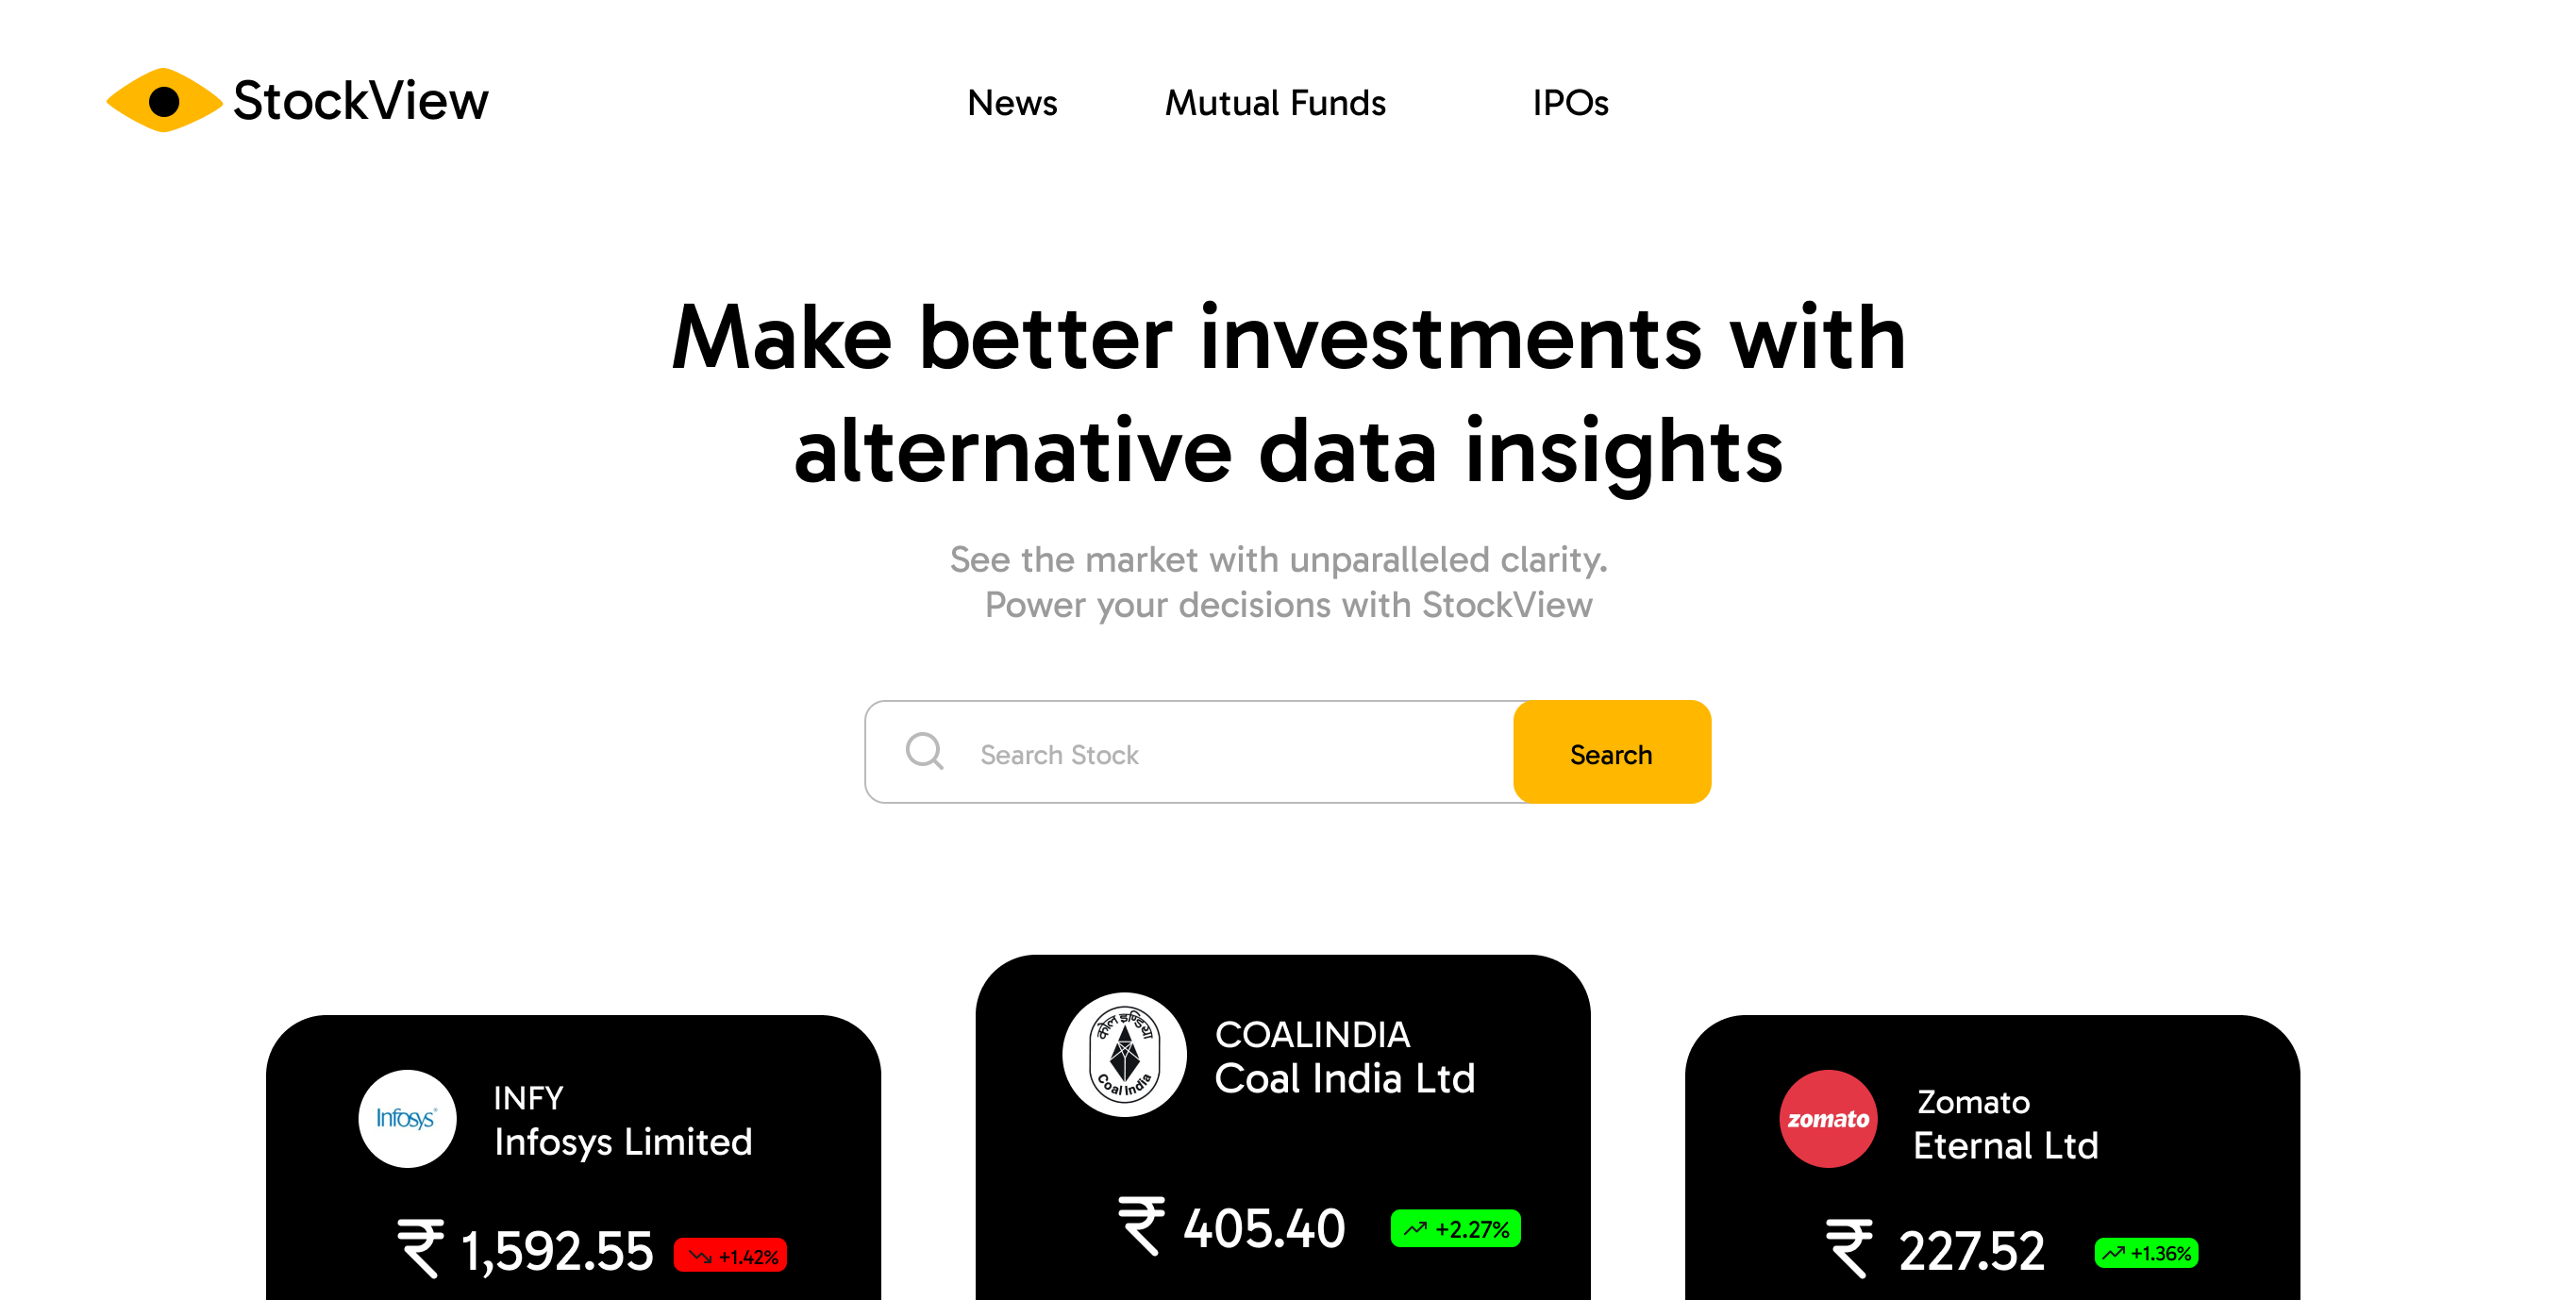 StockView
News
Mutual Funds
IPOs
Make better investments with
alternative data insights
See the market with unparalleled clarity.
Power your decisions with StockView
Search Stock
Search
Infosys
INFY
Infosys Limited
₹ 1,592.55
+1.42%
कोल इण्डिया
Coal India
COALINDIA
Coal India Ltd
₹ 405.40
+2.27%
zomato
Zomato
Eternal Ltd
₹ 227.52
+1.36%